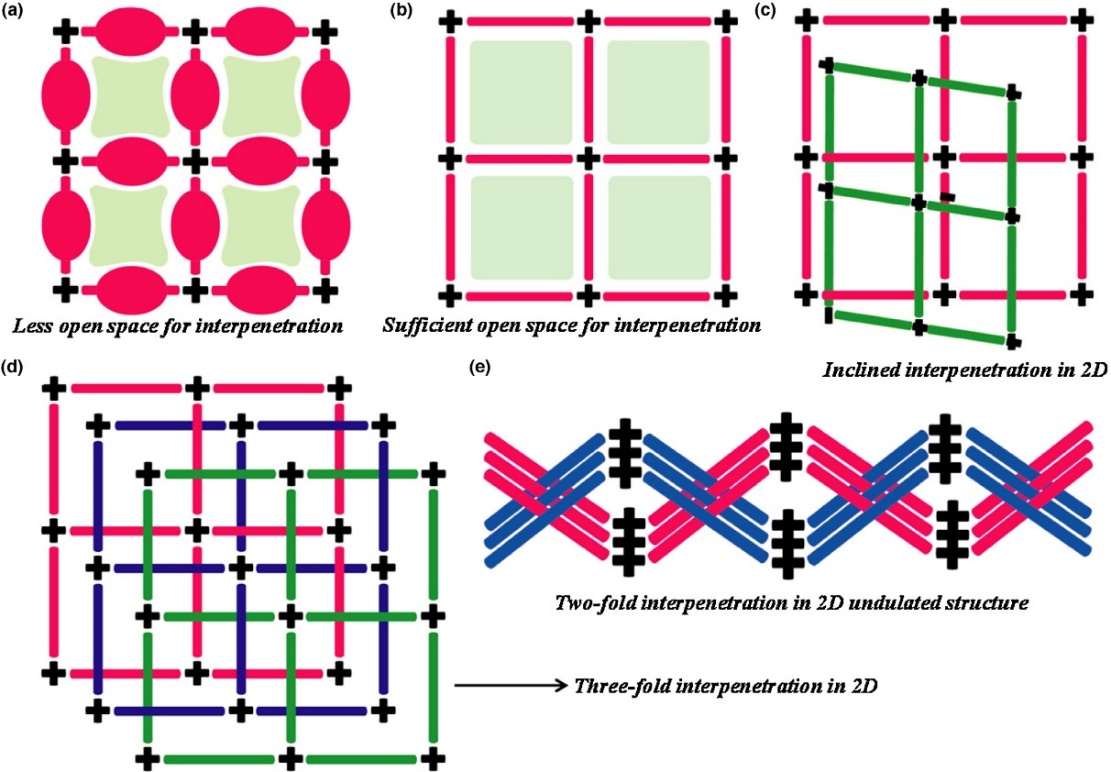 (a)
(b)
(c)
Less open space for interpenetration
Sufficient open space for interpenetration
Inclined interpenetration in 2D
(d)
(e)
Two-fold interpenetration in 2D undulated structure
Three-fold interpenetration in 2D